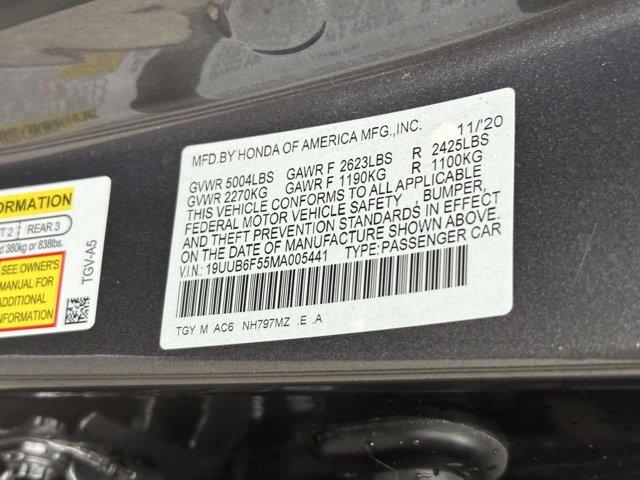 MFD.BY HONDA OF AMERICA MFG.,INC. 11/'20
GVWR 5004LBS GAWR F 2623LBS R 2425LBS
GVWR 2270KG GAWR F 1190KG R 1100KG
THIS VEHICLE CONFORMS TO ALL APPLICABLE
FEDERAL MOTOR VEHICLE SAFETY , BUMPER,
AND THEFT PREVENTION STANDARDS IN EFFECT
ON THE DATE OF MANUFACTURE SHOWN ABOVE.
V.I.N.: 19UUB6F55MA005441 TYPE: PASSENGER CAR
TGY M AC6 NH797MZ .E .A
ORMATION
T 2 REAR 3
d 380kg or 838lbs.
SEE OWNER'S
MANUAL FOR
ADDITIONAL
INFORMATION
TGV-A5